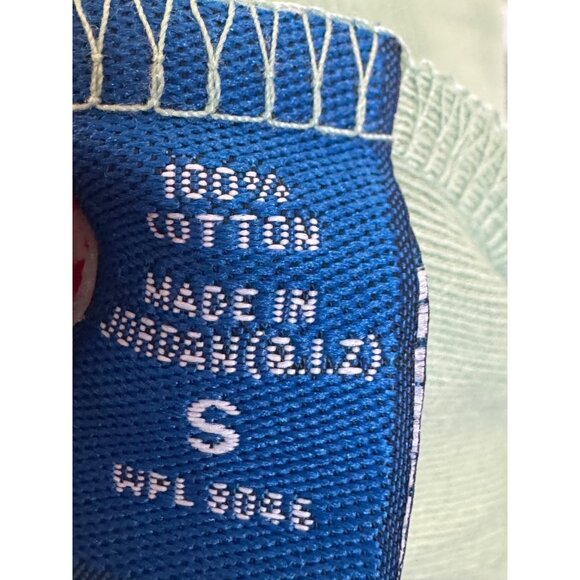 100%
COTTON
MADE IN
JORDAN (Q.I.Z)
S
WPL 8046